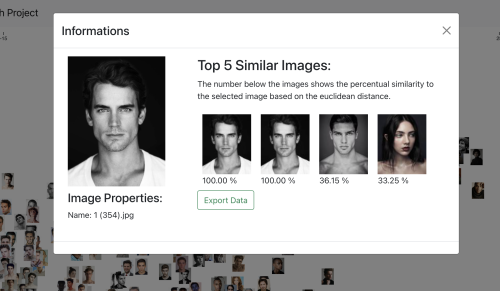 h Project
Informations
Top 5 Similar Images:
The number below the images shows the percentual similarity to
the selected image based on the euclidean distance.
100.00 %
100.00 %
36.15 %
33.25 %
Export Data
Image Properties:
Name: 1 (354).jpg